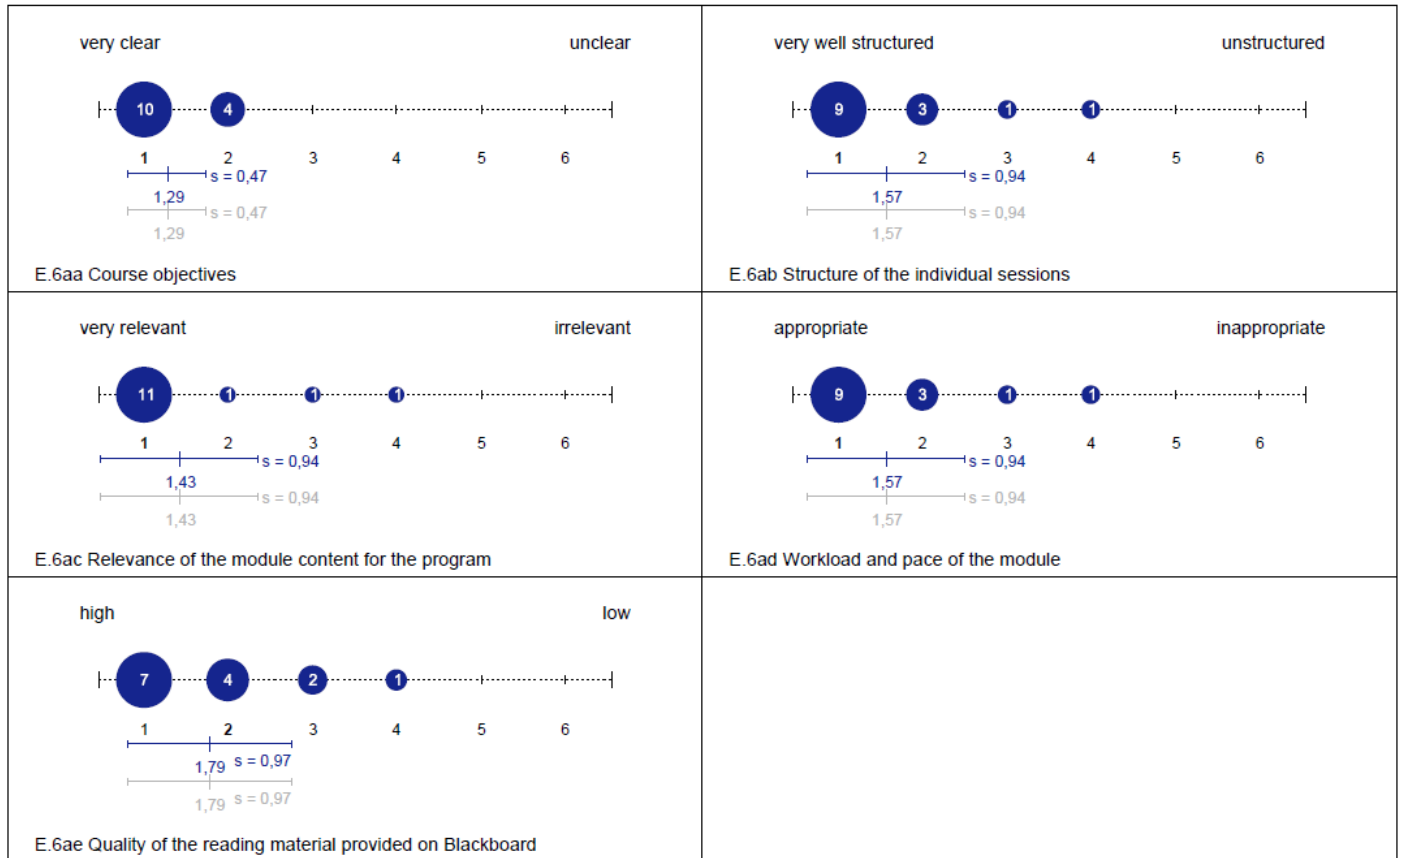 very clear unclear
10 4
1 2 3 4 5 6
s = 0,47
1,29
s = 0,47
1,29
E.6aa Course objectives
very well structured unstructured
9 3 1 1
1 2 3 4 5 6
s = 0,94
1,57
s = 0,94
1,57
E.6ab Structure of the individual sessions
very relevant irrelevant
11 1 1 1
1 2 3 4 5 6
s = 0,94
1,43
s = 0,94
1,43
E.6ac Relevance of the module content for the program
appropriate inappropriate
9 3 1 1
1 2 3 4 5 6
s = 0,94
1,57
s = 0,94
1,57
E.6ad Workload and pace of the module
high low
7 4 2 1
1 2 3 4 5 6
1,79 s = 0,97
1,79 s = 0,97
E.6ae Quality of the reading material provided on Blackboard